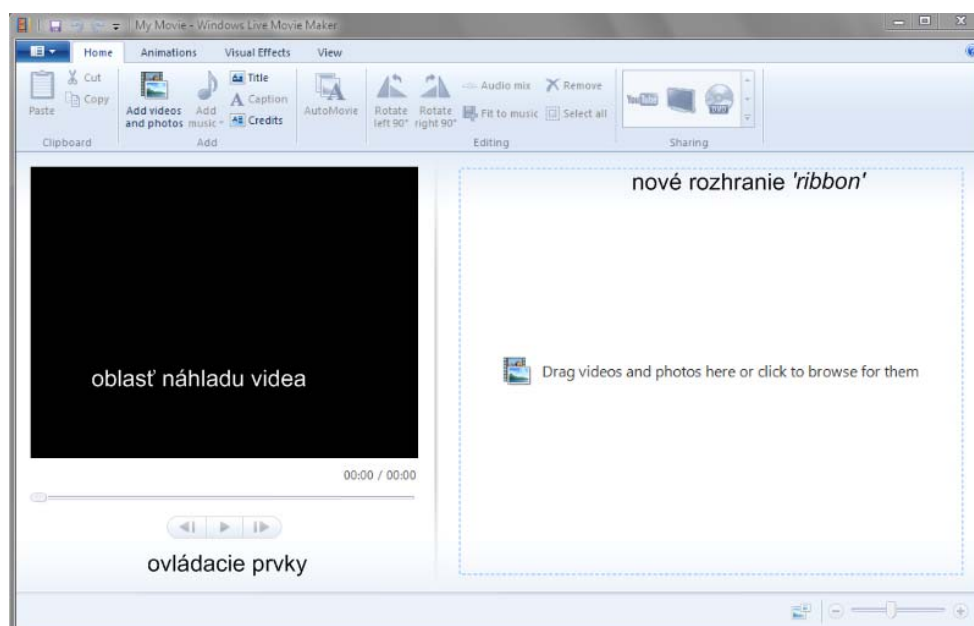 My Movie - Windows Live Movie Maker
Home Animations Visual Effects View
Paste
Cut
Copy
Clipboard
Add videos and photos
Add music
Title
Caption
Credits
Add
AutoMovie
Rotate left 90°
Rotate right 90°
Audio mix
Remove
Fit to music
Select all
Editing
YouTube
DVD
Sharing
nové rozhranie 'ribbon'
oblasť náhladu videa
Drag videos and photos here or click to browse for them
00:00 / 00:00
ovládacie prvky